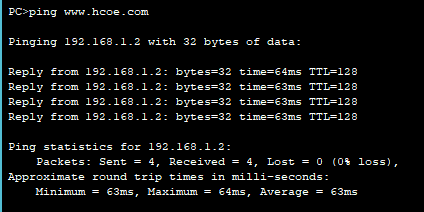 PC>ping www.hcoe.com
Pinging 192.168.1.2 with 32 bytes of data:
Reply from 192.168.1.2: bytes=32 time=64ms TTL=128
Reply from 192.168.1.2: bytes=32 time=63ms TTL=128
Reply from 192.168.1.2: bytes=32 time=63ms TTL=128
Reply from 192.168.1.2: bytes=32 time=63ms TTL=128
Ping statistics for 192.168.1.2:
    Packets: Sent = 4, Received = 4, Lost = 0 (0% loss),
Approximate round trip times in milli-seconds:
    Minimum = 63ms, Maximum = 64ms, Average = 63ms